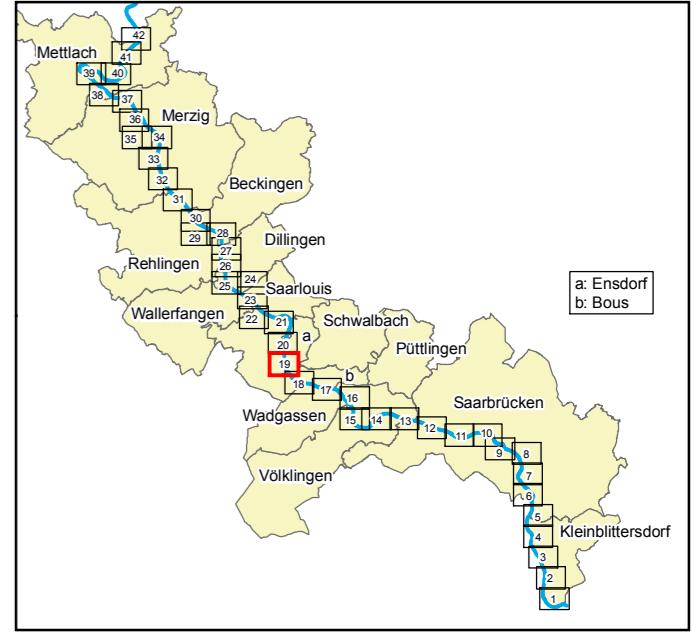 42
Mettlach
41
39
40
38
37
36
Merzig
35
34
33
32
Beckingen
31
30
29
28
Dillingen
27
Rehlingen
26
25
24
Saarlouis
a: Ensdorf
b: Bous
23
Wallerfangen
22
21
Schwalbach
a
20
Püttlingen
19
b
18
17
16
Saarbrücken
Wadgassen
15
14
13
12
11
10
9
8
Völklingen
7
6
5
Kleinblittersdorf
4
3
2
1